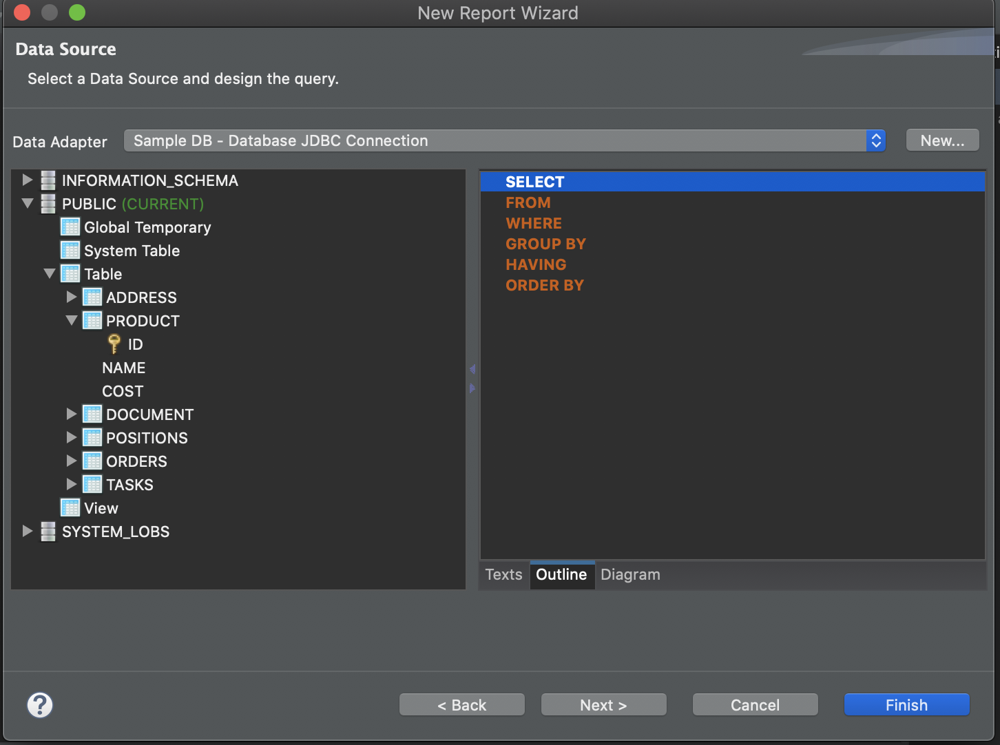 New Report Wizard
Data Source
Select a Data Source and design the query.
Data Adapter
Sample DB - Database JDBC Connection
New...
INFORMATION_SCHEMA
PUBLIC (CURRENT)
Global Temporary
System Table
Table
ADDRESS
PRODUCT
ID
NAME
COST
DOCUMENT
POSITIONS
ORDERS
TASKS
View
SYSTEM_LOBS
SELECT
FROM
WHERE
GROUP BY
HAVING
ORDER BY
Texts
Outline
Diagram
?
< Back
Next >
Cancel
Finish